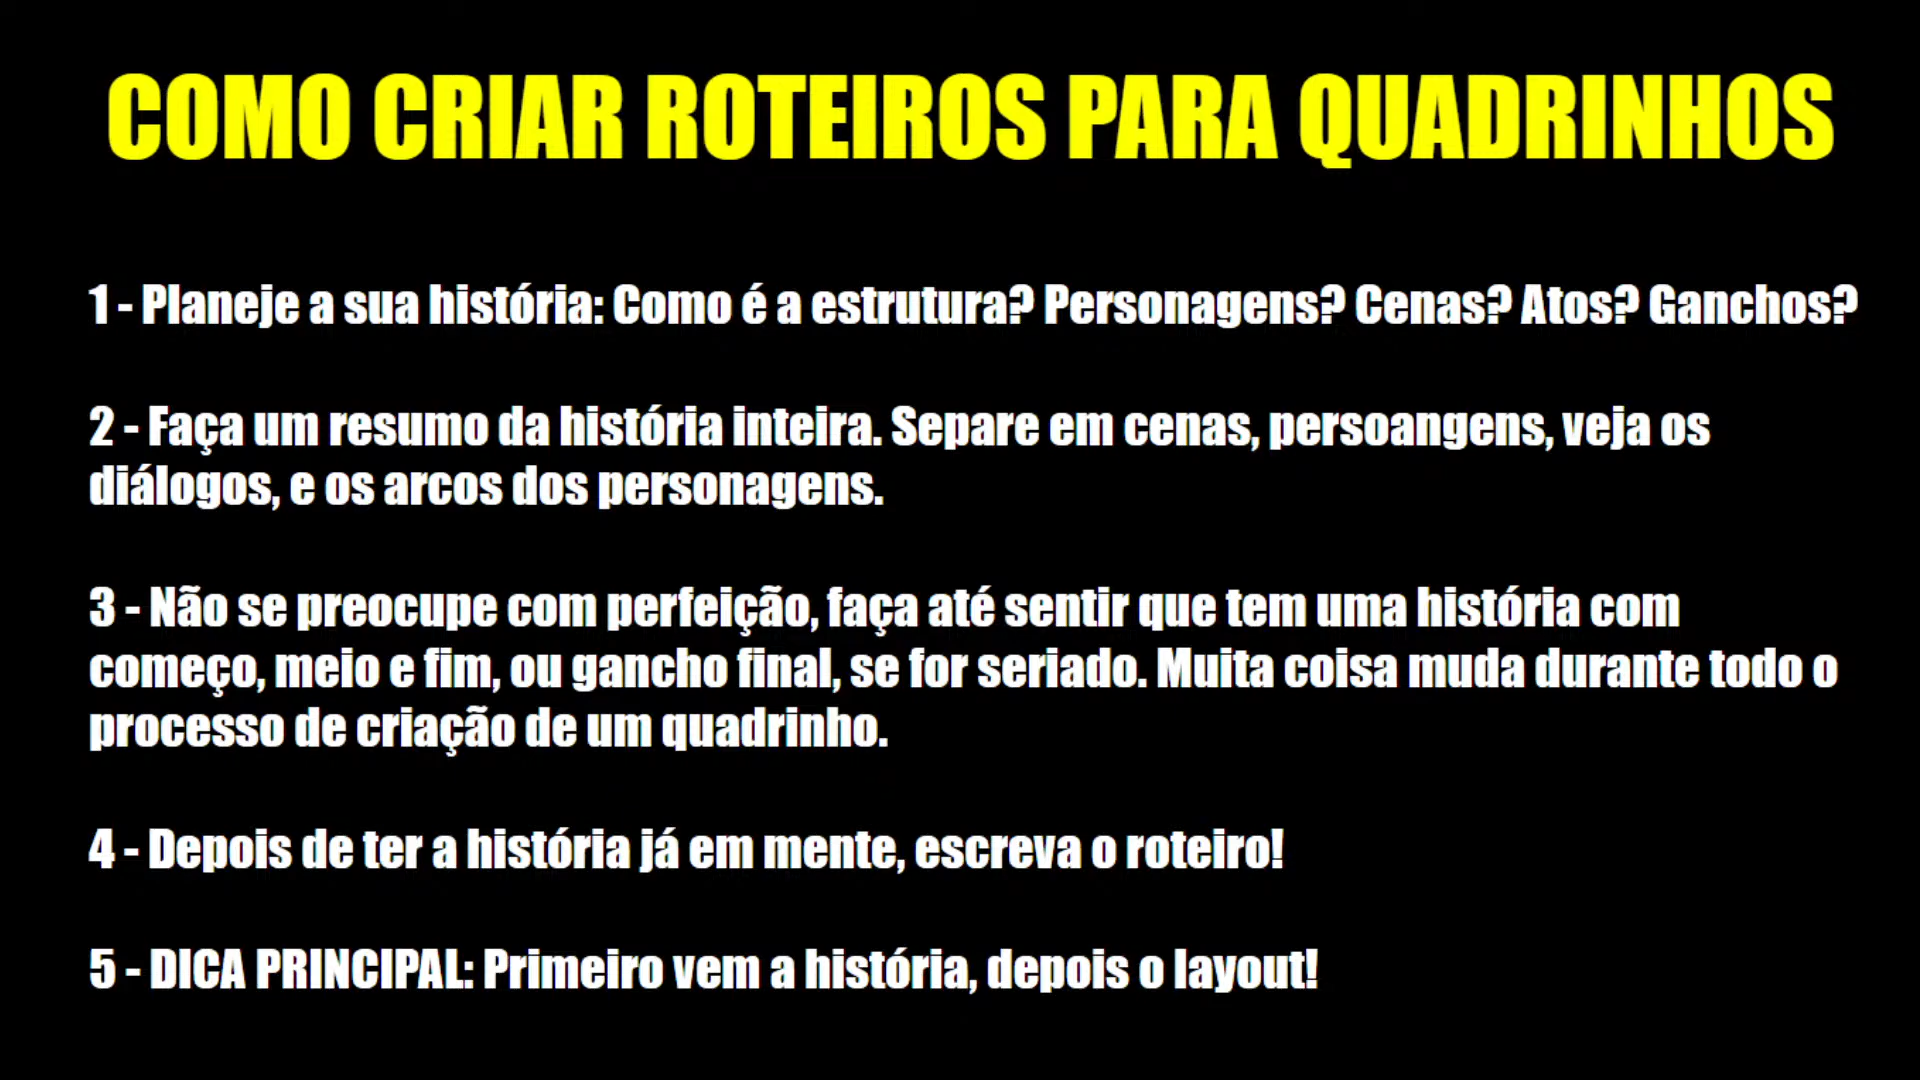 COMO CRIAR ROTEIROS PARA QUADRINHOS
1 - Planeje a sua história: Como é a estrutura? Personagens? Cenas? Atos? Ganchos?
2 - Faça um resumo da história inteira. Separe em cenas, persoangens, veja os
diálogos, e os arcos dos personagens.
3 - Não se preocupe com perfeição, faça até sentir que tem uma história com
começo, meio e fim, ou gancho final, se for seriado. Muita coisa muda durante todo o
processo de criação de um quadrinho.
4 - Depois de ter a história já em mente, escreva o roteiro!
5 - DICA PRINCIPAL: Primeiro vem a história, depois o layout!